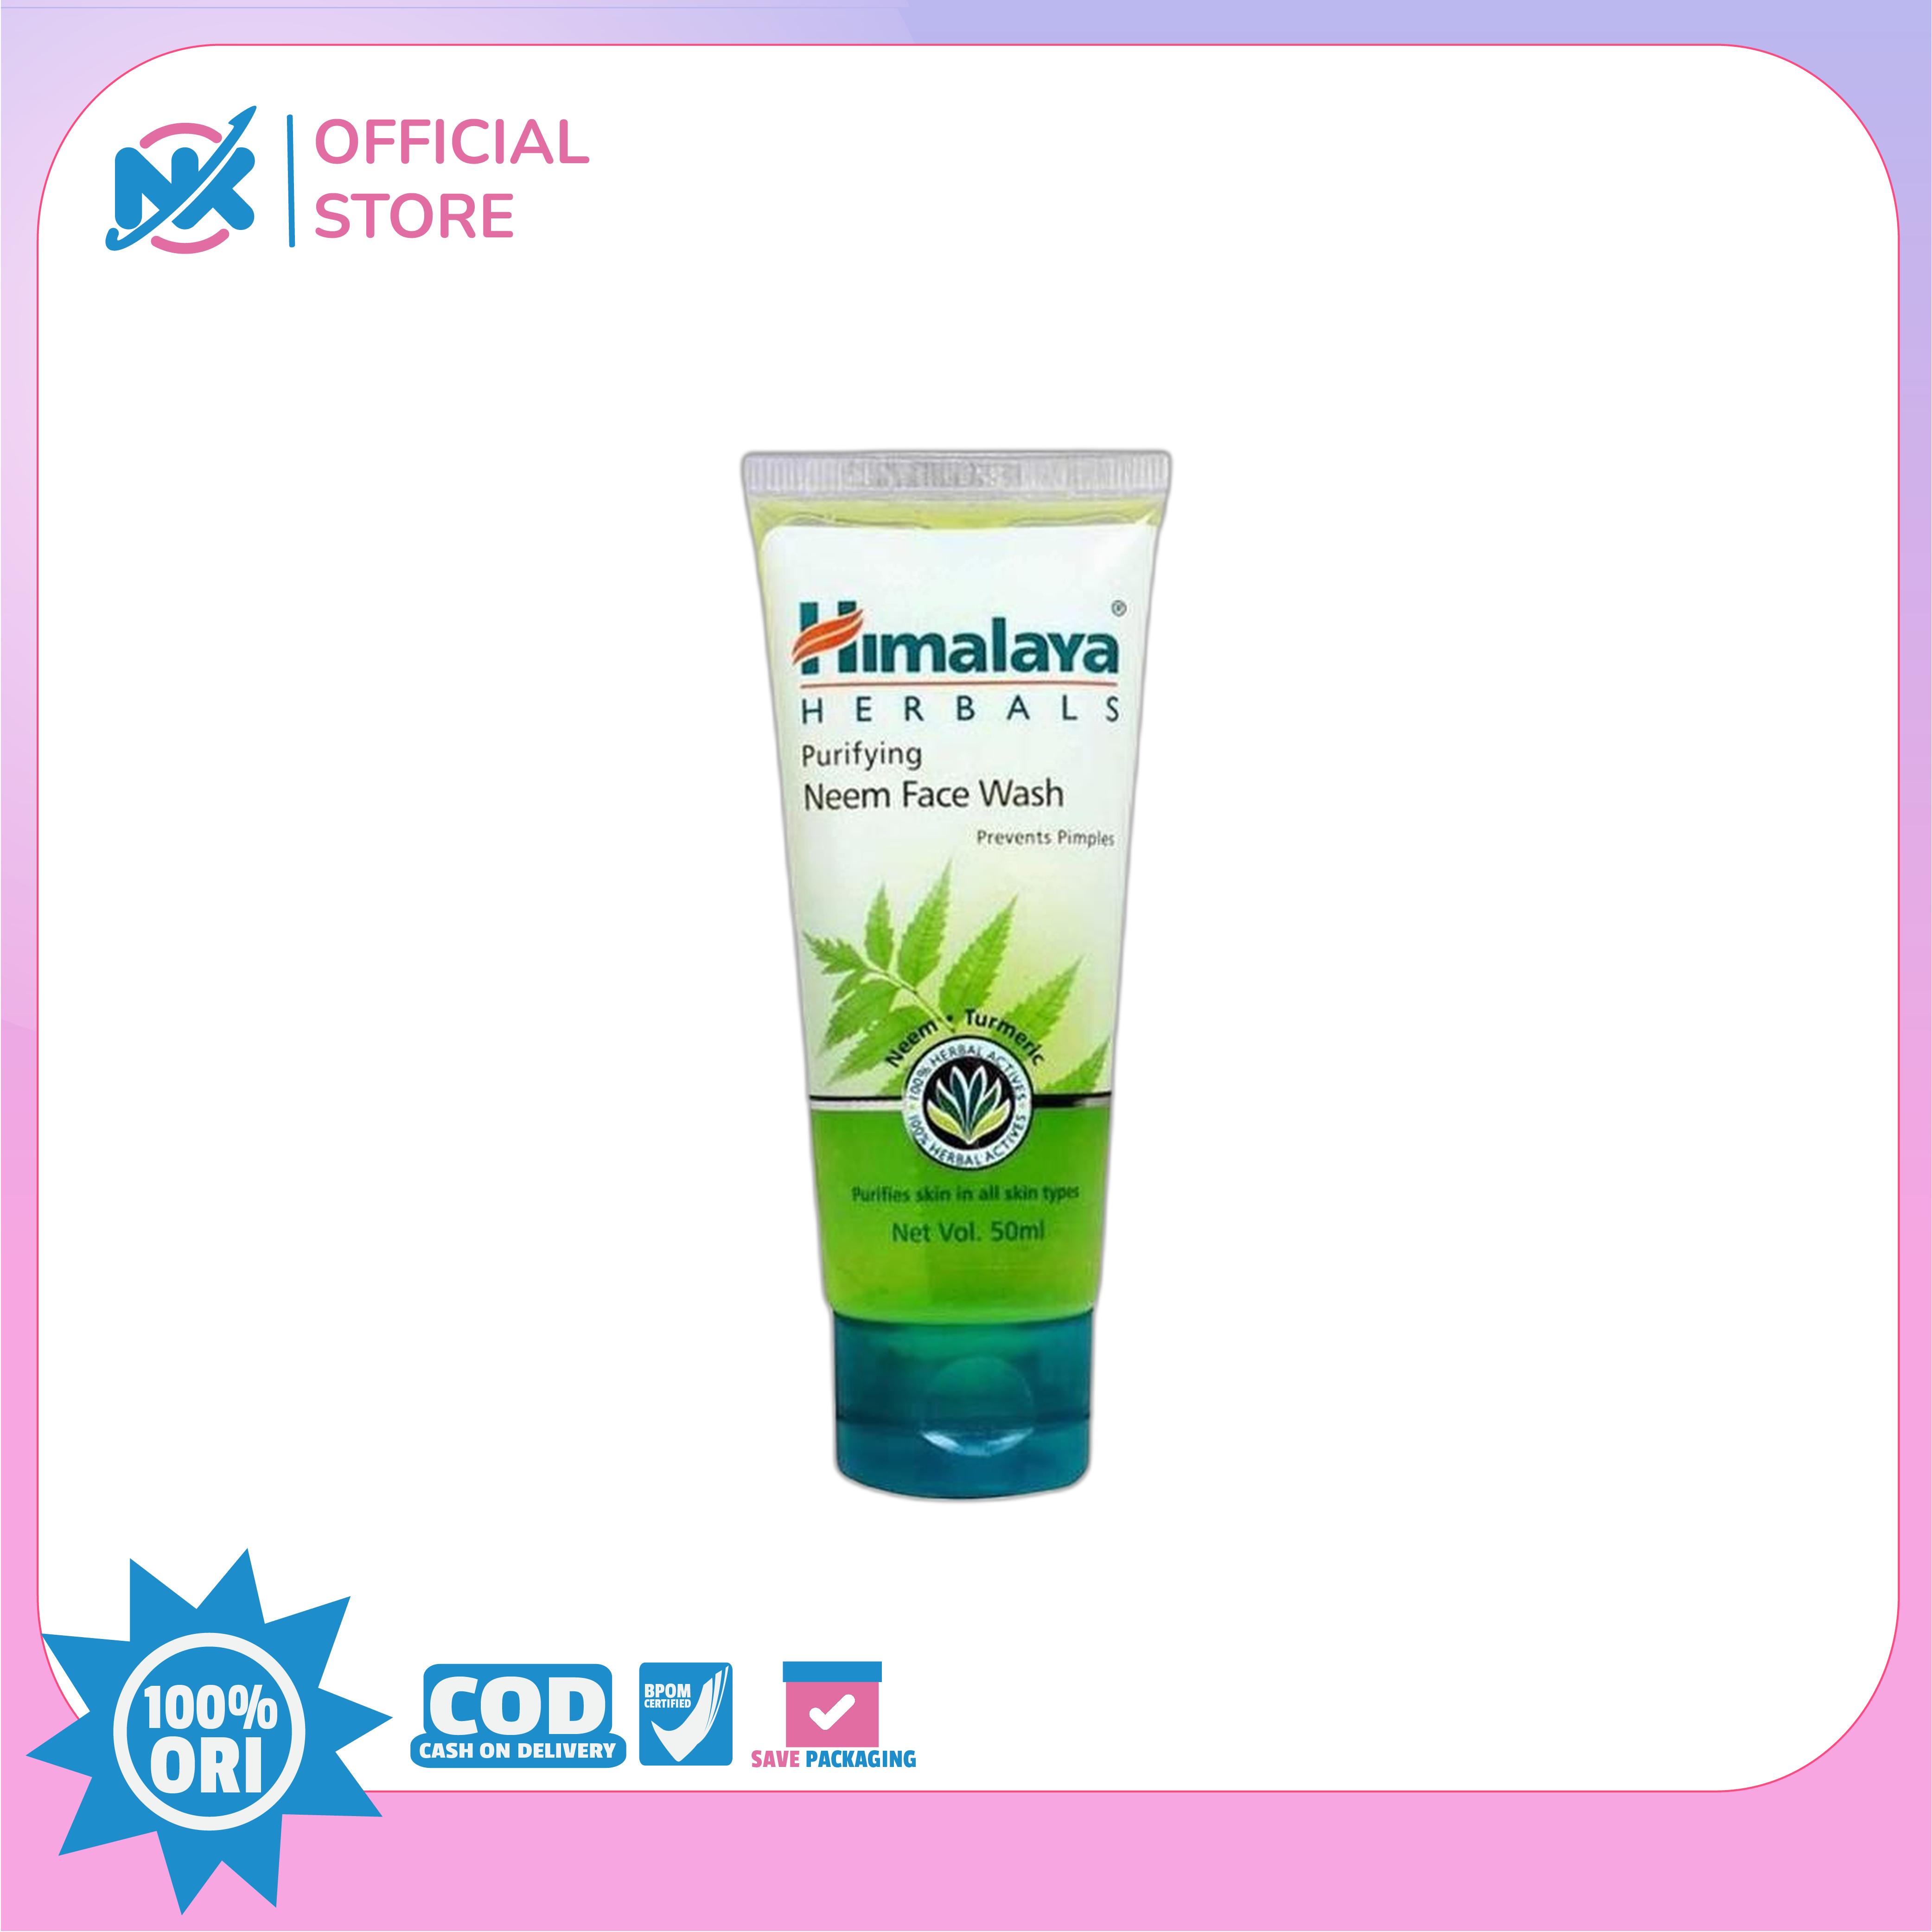 NK
OFFICIAL
STORE
Himalaya®
HERBALS
Purifying
Neem Face Wash
Prevents Pimples
Neem • Turmeric
100% HERBAL ACTIVES
100% HERBAL ACTIVES
Purifies skin in all skin types
Net Vol. 50ml
100%
ORI
COD
CASH ON DELIVERY
BPOM
CERTIFIED
SAVE PACKAGING